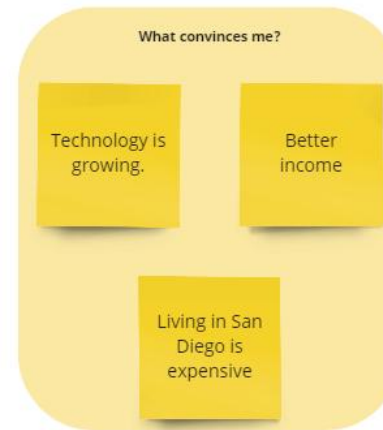 What convinces me?
Technology is
growing.
Better
income
Living in San
Diego is
expensive